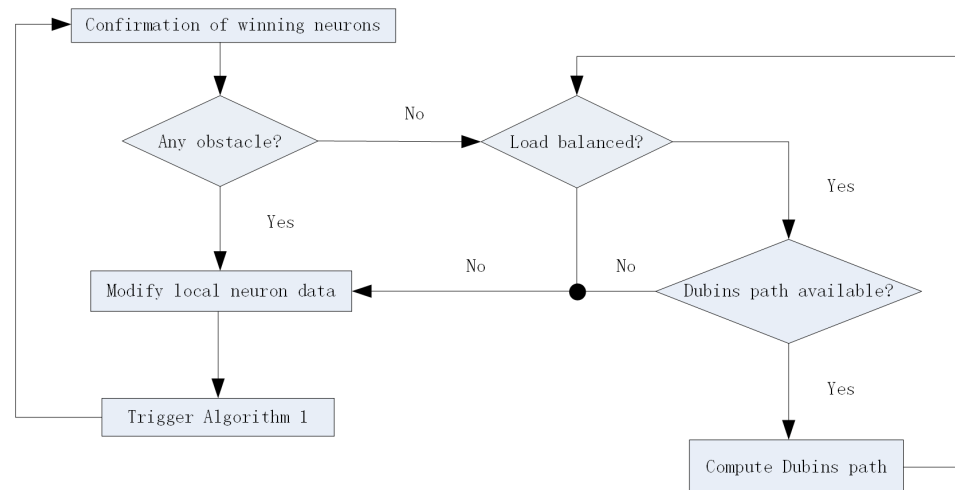 Confirmation of winning neurons
Any obstacle?
No
Load balanced?
Yes
Yes
Modify local neuron data
No
No
Dubins path available?
Trigger Algorithm 1
Yes
Compute Dubins path